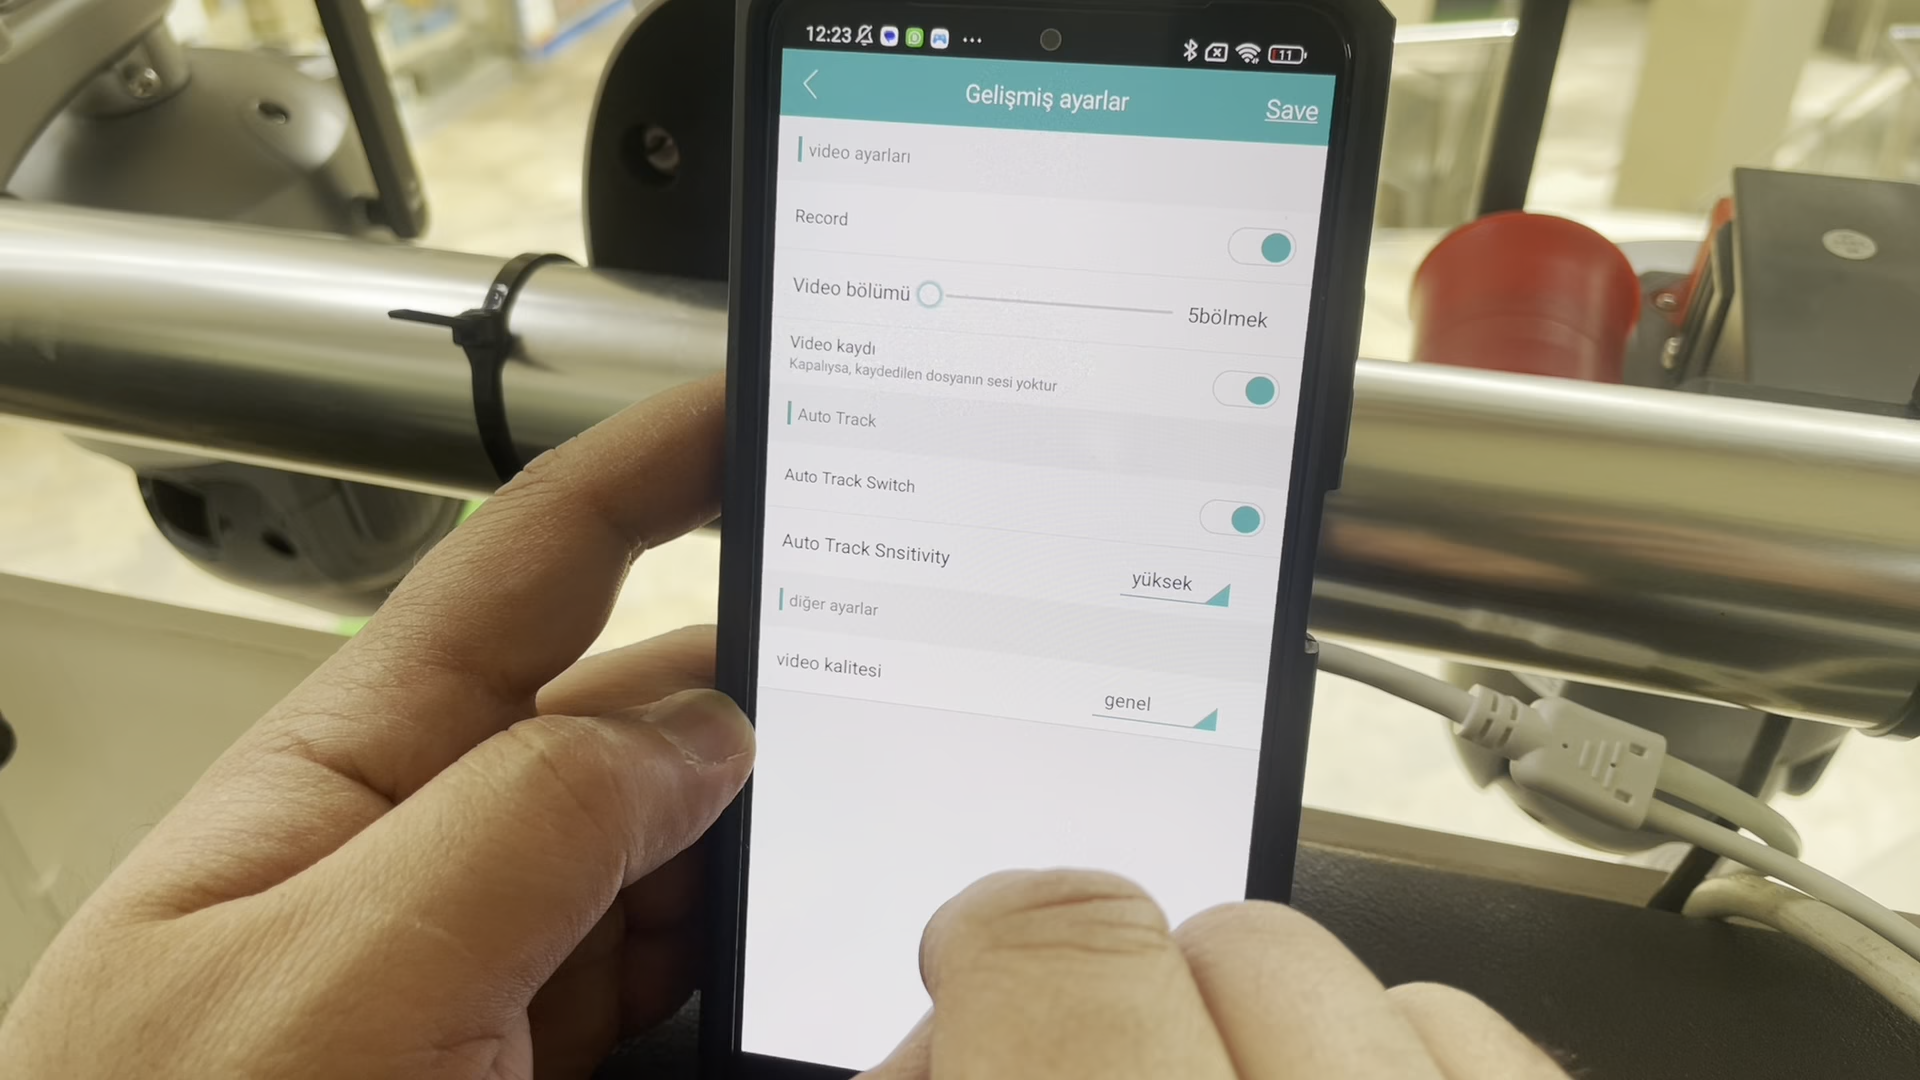 12:23 ... 11
Gelişmiş ayarlar
Save
video ayarları
Record
Video bölümü 5bölmek
Video kaydı
Kapalıysa, kaydedilen dosyanın sesi yoktur
Auto Track
Auto Track Switch
Auto Track Snsitivity
yüksek
diğer ayarlar
video kalitesi
genel